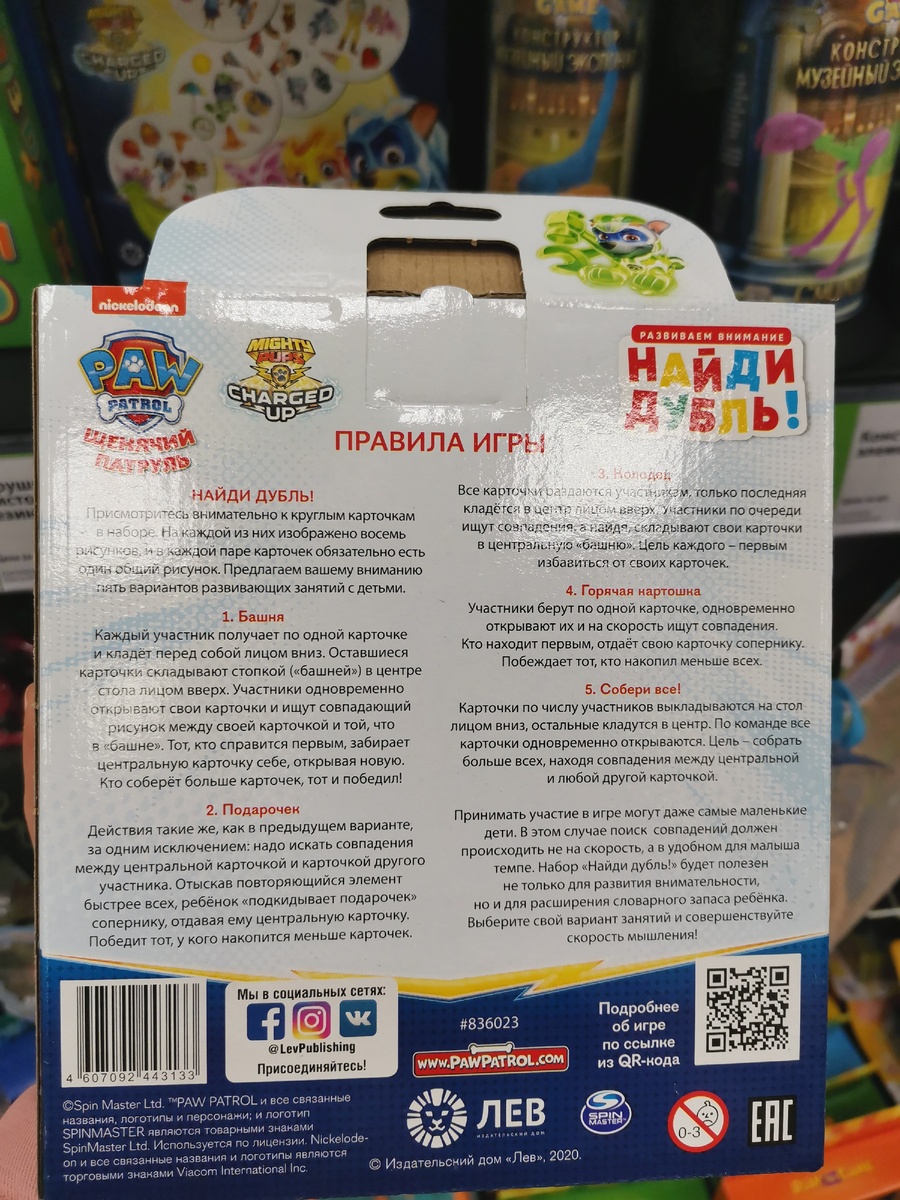 CHARGED
UP
GAME
КОНСТРУКТОР
МУЗЕЙНЫЙ
nickelodeon
PAW
PATROL
ЩЕНЯЧИЙ
ПАТРУЛЬ
MIGHTY
PUPS
CHARGED
UP
РАЗВИВАЕМ ВНИМАНИЕ
НАЙДИ
ДУБЛЬ!
ПРАВИЛА ИГРЫ
НАЙДИ ДУБЛЬ!
Присмотритесь внимательно к круглым карточкам
в наборе. На каждой из них изображено восемь
рисунков, и в каждой паре карточек обязательно есть
один общий рисунок. Предлагаем вашему вниманию
пять вариантов развивающих занятий с детьми.
1. Башня
Каждый участник получает по одной карточке
и кладёт перед собой лицом вниз. Оставшиеся
карточки складывают стопкой («башней») в центре
стола лицом вверх. Участники одновременно
открывают свои карточки и ищут совпадающий
рисунок между своей карточкой и той, что
в «башне». Тот, кто справится первым, забирает
центральную карточку себе, открывая новую.
Кто соберёт больше карточек, тот и победил!
2. Подарочек
Действия такие же, как в предыдущем варианте,
за одним исключением: надо искать совпадения
между центральной карточкой и карточкой другого
участника. Отыскав повторяющийся элемент
быстрее всех, ребёнок «подкидывает подарочек»
сопернику, отдавая ему центральную карточку.
Победит тот, у кого накопится меньше карточек.
3. Колодец
Все карточки раздаются участникам, только последняя
кладётся в центр лицом вверх. Участники по очереди
ищут совпадения, а найдя, складывают свои карточки
в центральную «башню». Цель каждого – первым
избавиться от своих карточек.
4. Горячая картошка
Участники берут по одной карточке, одновременно
открывают их и на скорость ищут совпадения.
Кто находит первым, отдаёт свою карточку сопернику.
Побеждает тот, кто накопил меньше всех.
5. Собери все!
Карточки по числу участников выкладываются на стол
лицом вниз, остальные кладутся в центр. По команде все
карточки одновременно открываются. Цель – собрать
больше всех, находя совпадения между центральной
и любой другой карточкой.
Принимать участие в игре могут даже самые маленькие
дети. В этом случае поиск совпадений должен
происходить не на скорость, а в удобном для малыша
темпе. Набор «Найди дубль!» будет полезен
не только для развития внимательности,
но и для расширения словарного запаса ребёнка.
Выберите свой вариант занятий и совершенствуйте
скорость мышления!
4 607092 443133
Мы в социальных сетях:
@LevPublishing
Присоединяйтесь!
#836023
www.PAWPATROL.com
Подробнее
об игре
по ссылке
из QR-кода
©Spin Master Ltd. ™PAW PATROL и все связанные
названия, логотипы и персонажи; и логотип
SPINMASTER являются товарными знаками
SpinMaster Ltd. Используется по лицензии. Nickelode-
on и все связанные названия и логотипы являются
торговыми знаками Viacom International Inc.
ЛЕВ
ИЗДАТЕЛЬСКИЙ ДОМ
SPIN
MASTER
0-3
EAC
© Издательский дом «Лев», 2020.